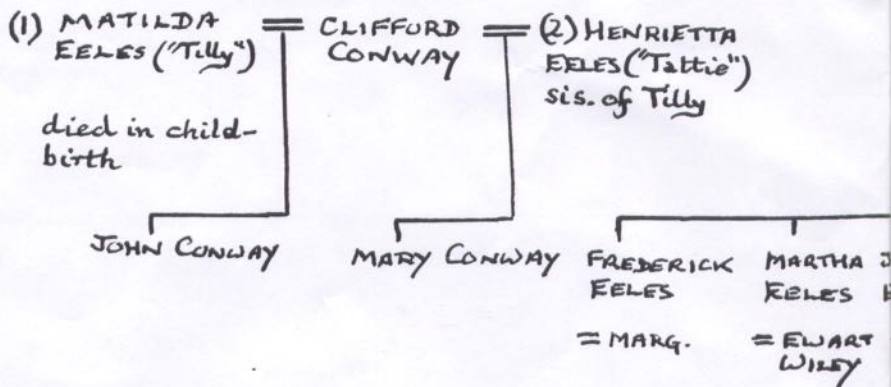 (1) MATILDA
EELES ("Tilly")
died in child-
birth
CLIFFORD
CONWAY
(2) HENRIETTA
EELES ("Tattie")
sis. of Tilly
JOHN CONWAY
MARY CONWAY
FREDERICK
EELES
= MARG.
MARTHA
EELES
= EWART
WILEY